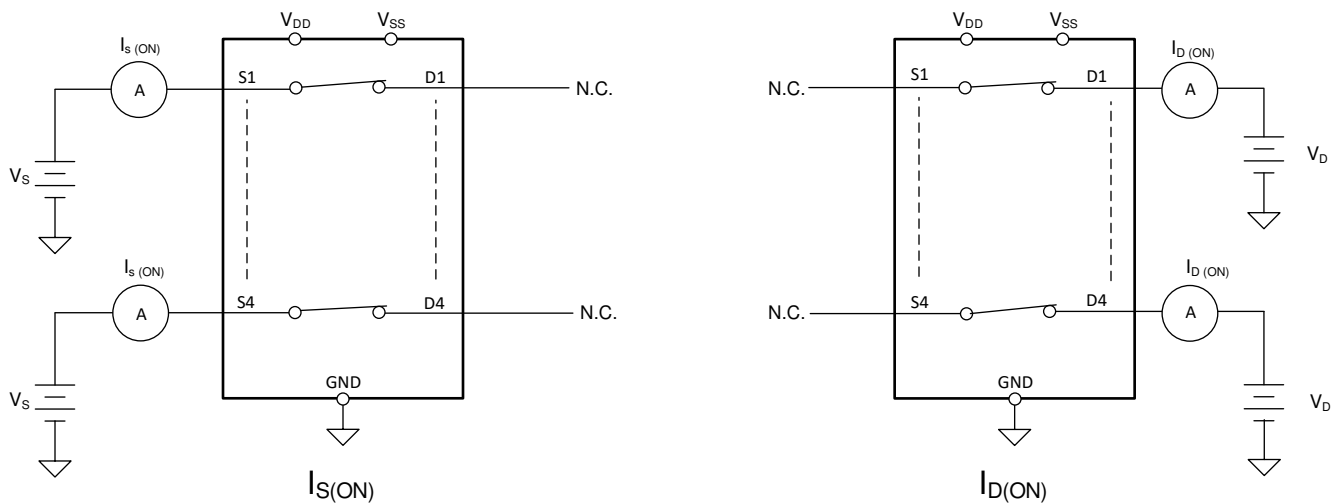 VDD VSS
Is (ON)
A
S1 D1
N.C.
VS
Is (ON)
A
S4 D4
N.C.
VS
GND
IS(ON)
VDD VSS
ID (ON)
N.C.
S1 D1
A
VD
ID (ON)
N.C.
S4 D4
A
VD
GND
ID(ON)